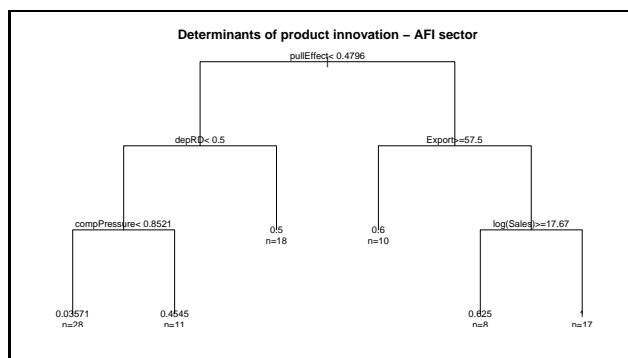 Determinants of product innovation – AFI sector
pullEffect< 0.4796
depRD< 0.5
Export>=57.5
compPressure< 0.8521
0.5
n=18
0.6
n=10
log(Sales)>=17.67
0.03571
n=28
0.4545
n=11
0.625
n=8
1
n=17